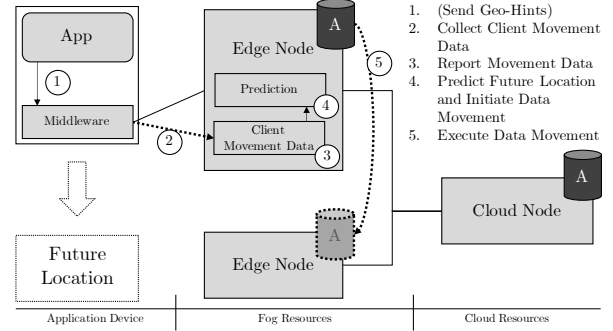 App
1
Middleware
2
Future
Location
Edge Node
A
Prediction
4
Client
Movement Data
3
5
A
Edge Node
A
Cloud Node
1. (Send Geo-Hints)
2. Collect Client Movement
Data
3. Report Movement Data
4. Predict Future Location
and Initiate Data
Movement
5. Execute Data Movement
Application Device
Fog Resources
Cloud Resources